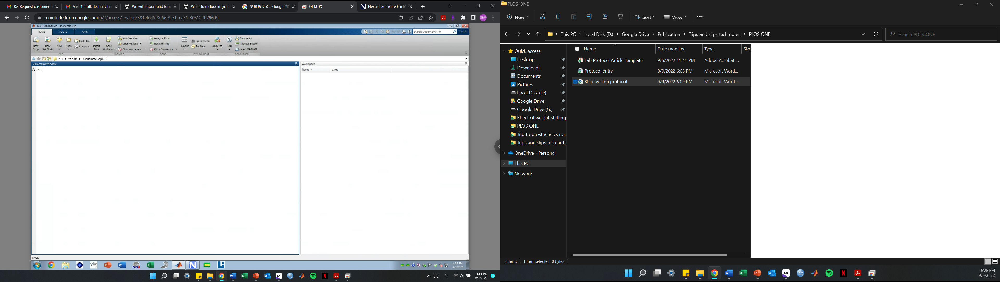 Re: Request customer c
Aim 1 draft: Technical n
We will import and form
What to include in your
Google
OEM-PC
Nexus | Software For M
remotedesktop.google.com/u/2/access/session/384efcd6-3066-3c3b-ca51-303122b796d9
MATLAB R2017b - academic use
HOME PLOTS APPS
Search Documentation Log In
New Script
New Live Script
New
Open
Find Files
Compare
Import Data
Save Workspace
New Variable
Open Variable
Clear Workspace
Analyze Code
Run and Time
Clear Commands
Layout
Preferences
Set Path
Add-Ons
Help
Community
Request Support
Learn MATLAB
FILE VARIABLE CODE ENVIRONMENT RESOURCES
Yo Shih stabilometerSep13
Command Window
fx >>
Workspace
Name Value
Ready
4:36 PM
9/9/2022
英 ㄅ
6:36 PM
9/9/2022
6
PLOS ONE
New Sort View
This PC Local Disk (D:) Google Drive Publication Trips and slips tech notes PLOS ONE
Search PLOS ONE
Quick access
Desktop
Downloads
Documents
Pictures
Local Disk (D:)
Google Drive
Google Drive (G:)
Effect of weight shifting
PLOS ONE
Trip to prosthetic vs nor
Trips and slips tech note
OneDrive - Personal
This PC
Network
Name Date modified Type Size
Lab Protocol Article Template 9/5/2022 11:41 PM Adobe Acrobat ...
Protocol entry 9/9/2022 6:06 PM Microsoft Word...
Step by step protocol 9/9/2022 6:09 PM Microsoft Word...
3 items 1 item selected 0 bytes
6:36 PM
9/9/2022